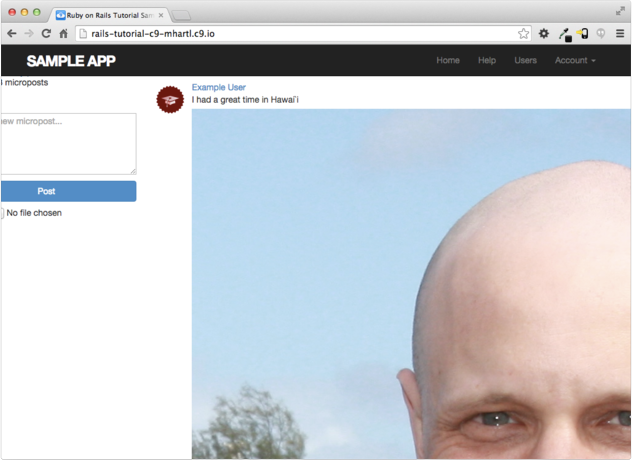 Ruby on Rails Tutorial Sam
rails-tutorial-c9-mhartl.c9.io
SAMPLE APP
Home
Help
Users
Account
microposts
ew micropost...
Post
No file chosen
Example User
I had a great time in Hawai'i